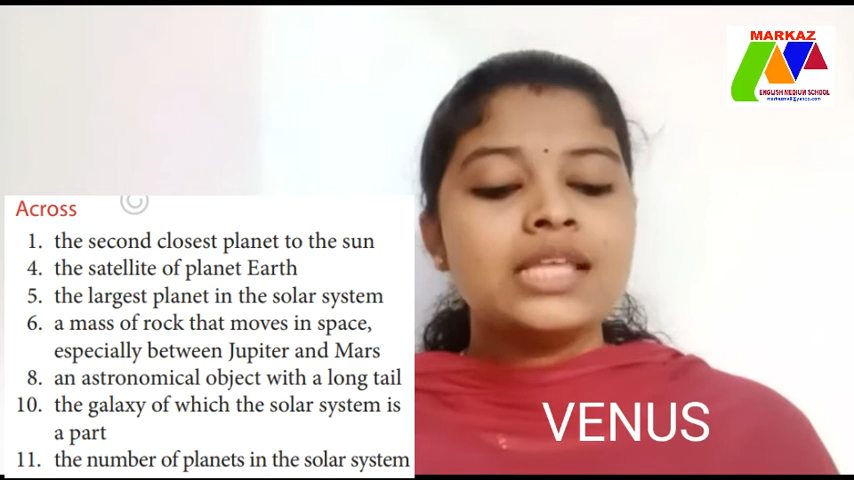 MARKAZ
ENGLISH MEDIUM SCHOOL
Across
1. the second closest planet to the sun
4. the satellite of planet Earth
5. the largest planet in the solar system
6. a mass of rock that moves in space,
especially between Jupiter and Mars
8. an astronomical object with a long tail
10. the galaxy of which the solar system is
a part
11. the number of planets in the solar system
VENUS